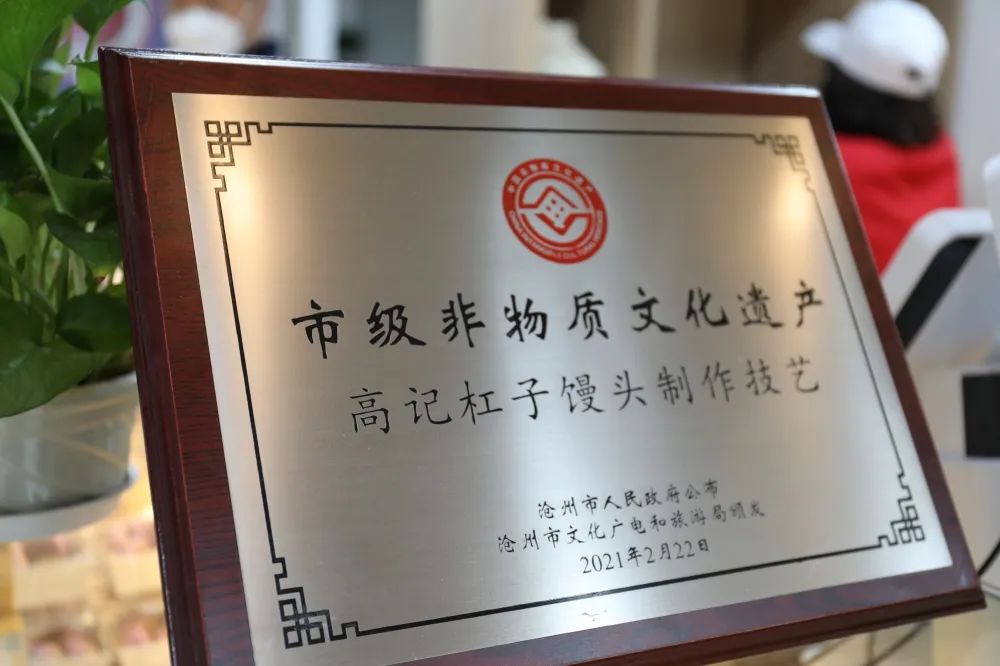 市级非物质文化遗产
高记杠子馒头制作技艺
沧州市人民政府公布
沧州市文化广电和旅游局颁发
2021年2月22日